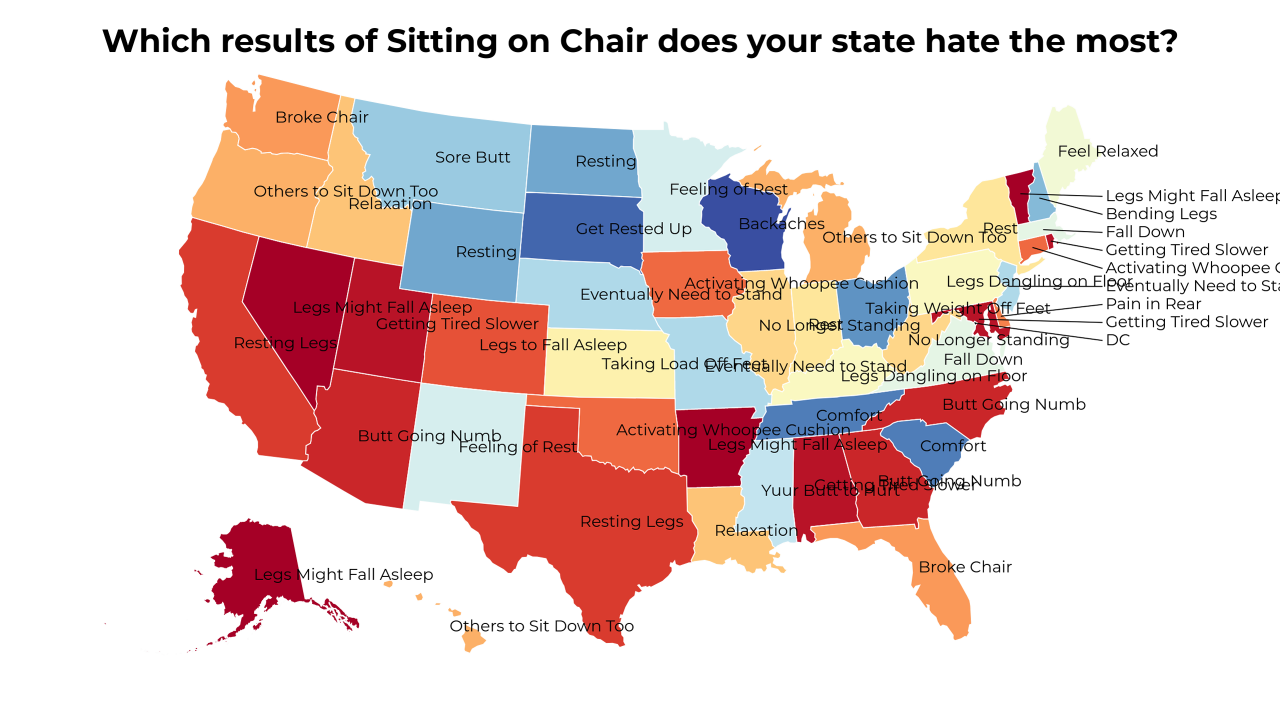 Which results of Sitting on Chair does your state hate the most?
Broke Chair
Sore Butt
Resting
Feel Relaxed
Feeling of Rest
Others to Sit Down Too
Relaxation
Legs Might Fall Asleep
Bending Legs
Backaches
Rest
Get Rested Up
Fall Down
Others to Sit Down Too
Getting Tired Slower
Resting
Activating Whoopee C
Legs Dangling on Floor
Activating Whoopee Cushion
Eventually Need to Sta
Eventually Need to Stand
Pain in Rear
Legs Might Fall Asleep
Taking Weight Off Feet
Getting Tired Slower
Getting Tired Slower
No Longer Standing
Rest
DC
No Longer Standing
Resting Legs
Legs to Fall Asleep
Fall Down
Taking Load Off Feet
Eventually Need to Stand
Legs Dangling on Floor
Butt Going Numb
Comfort
Activating Whoopee Cushion
Butt Going Numb
Legs Might Fall Asleep
Feeling of Rest
Comfort
Butt Going Numb
Getting Tired Slower
Yuur Butt to Hurt
Resting Legs
Relaxation
Broke Chair
Legs Might Fall Asleep
Others to Sit Down Too